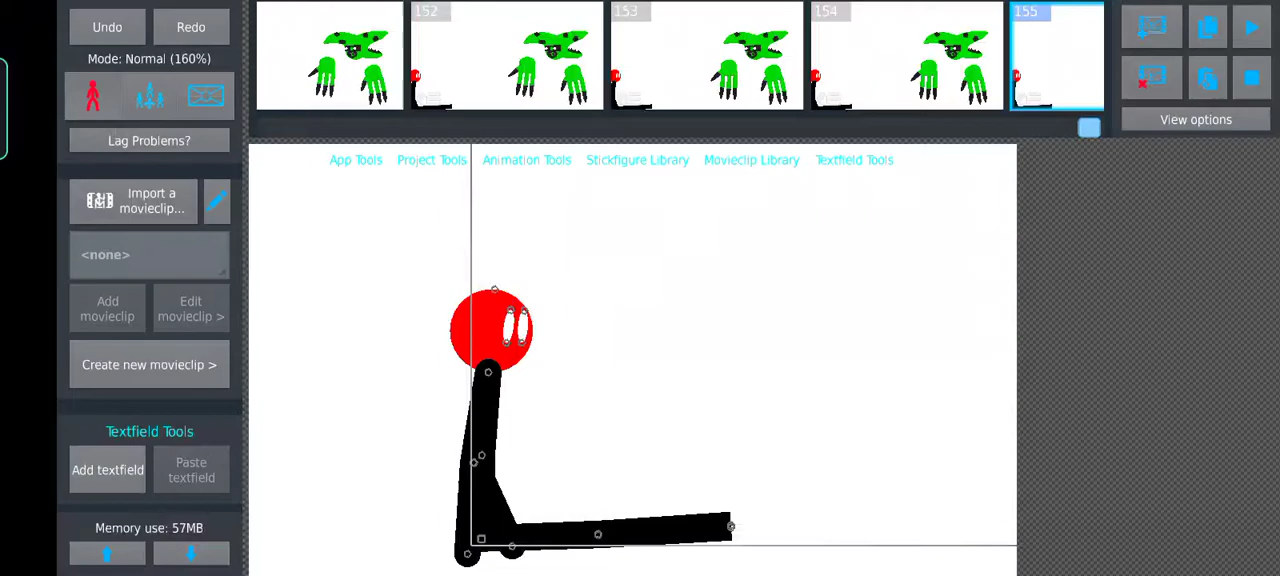 Undo Redo
152 153 154 155
Mode: Normal (160%)
Lag Problems?
View options
App Tools Project Tools Animation Tools Stickfigure Library Movieclip Library Textfield Tools
Import a
movieclip...
<none>
Add
movieclip
Edit
movieclip >
Create new movieclip >
Textfield Tools
Add textfield
Paste
textfield
Memory use: 57MB